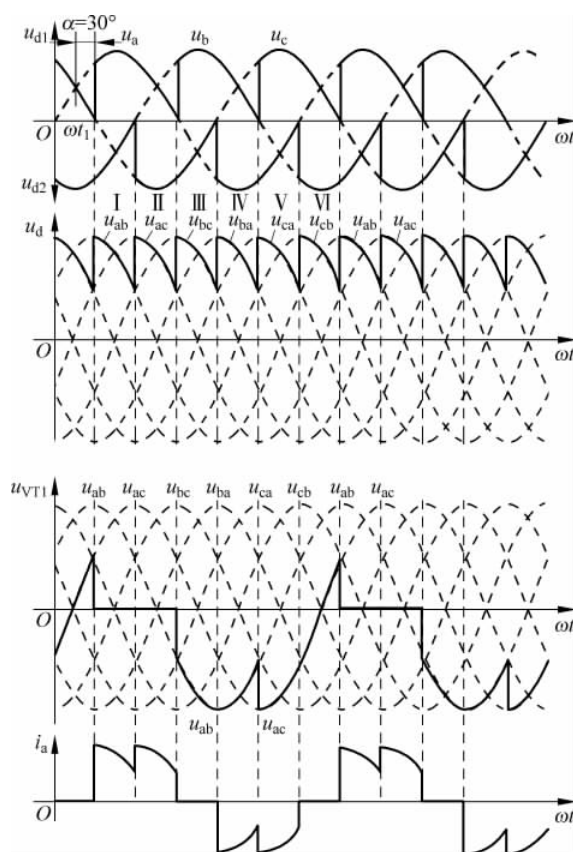 α=30°
u_d1 u_a u_b u_c
O ωt_1 ωt
u_d2
Ⅰ Ⅱ Ⅲ Ⅳ Ⅴ Ⅵ
u_d u_ab u_ac u_bc u_ba u_ca u_cb u_ab u_ac
O ωt
u_VT1 u_ab u_ac u_bc u_ba u_ca u_cb u_ab u_ac
O ωt
u_ab u_ac
i_a
O ωt